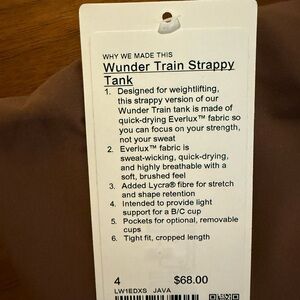 WHY WE MADE THIS
Wunder Train Strappy
Tank
1. Designed for weightlifting,
this strappy version of our
Wunder Train tank is made of
quick-drying Everlux™ fabric so
you can focus on your strength,
not your sweat
2. Everlux™ fabric is
sweat-wicking, quick-drying,
and highly breathable with a
soft, brushed feel
3. Added Lycra® fibre for stretch
and shape retention
4. Intended to provide light
support for a B/C cup
5. Pockets for optional, removable
cups
6. Tight fit, cropped length
4 $68.00
LW1EDXS JAVA